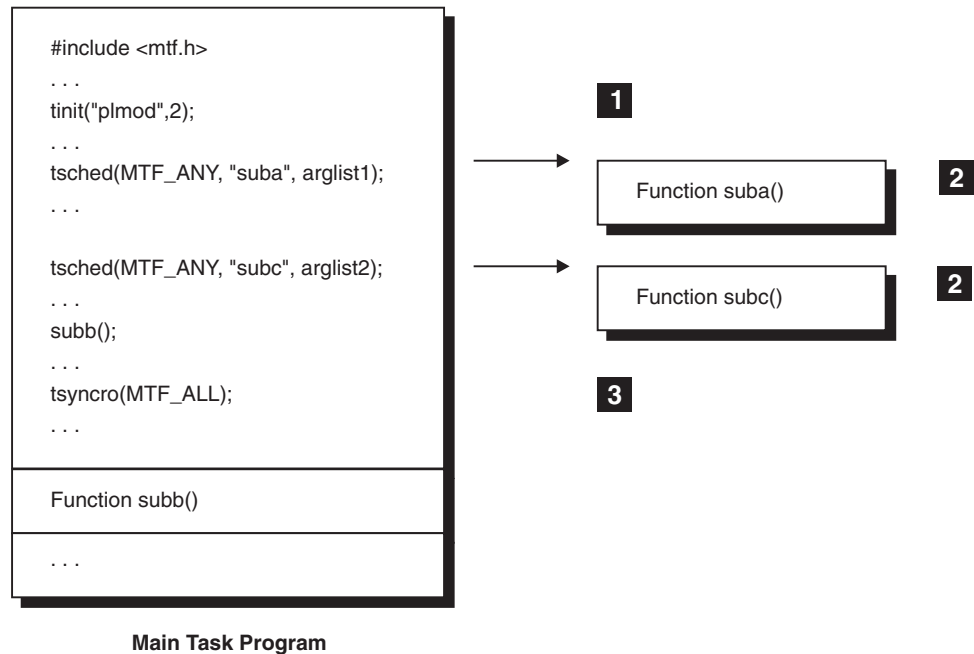 #include <mtf.h>
. . .
tinit("plmod",2);
. . .
tsched(MTF_ANY, "suba", arglist1);
. . .
tsched(MTF_ANY, "subc", arglist2);
. . .
subb();
. . .
tsyncro(MTF_ALL);
. . .
Function subb()
. . .
Main Task Program
1
Function suba()
2
Function subc()
2
3